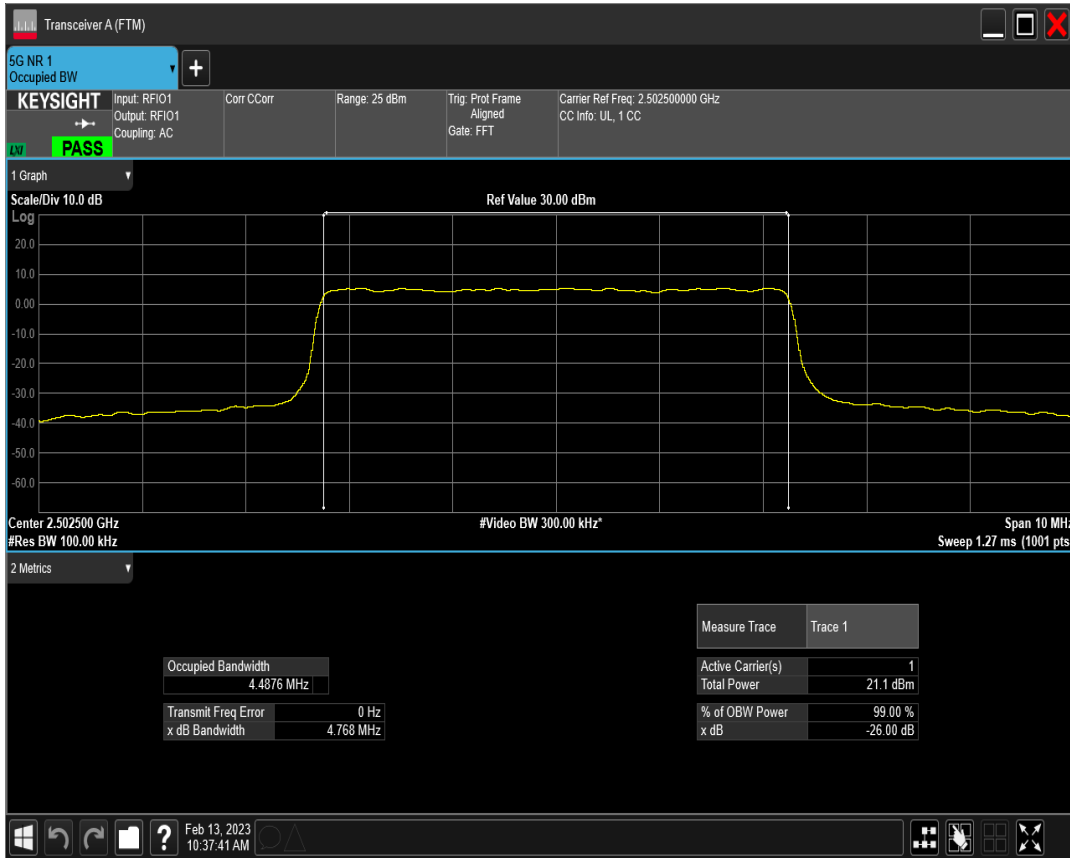 Transceiver A (FTM)
5G NR 1
Occupied BW
+
KEYSIGHT
LXI
PASS
Input: RFIO1
Output: RFIO1
Coupling: AC
Corr CCorr
Range: 25 dBm
Trig: Prot Frame
Aligned
Gate: FFT
Carrier Ref Freq: 2.502500000 GHz
CC Info: UL, 1 CC
1 Graph
Scale/Div 10.0 dB
Ref Value 30.00 dBm
Log
20.0
10.0
0.00
-10.0
-20.0
-30.0
-40.0
-50.0
-60.0
Center 2.502500 GHz
#Video BW 300.00 kHz*
Span 10 MHz
#Res BW 100.00 kHz
Sweep 1.27 ms (1001 pts
2 Metrics
Measure Trace Trace 1
Occupied Bandwidth
4.4876 MHz
Active Carrier(s) 1
Total Power 21.1 dBm
Transmit Freq Error 0 Hz
x dB Bandwidth 4.768 MHz
% of OBW Power 99.00 %
x dB -26.00 dB
?
Feb 13, 2023
10:37:41 AM